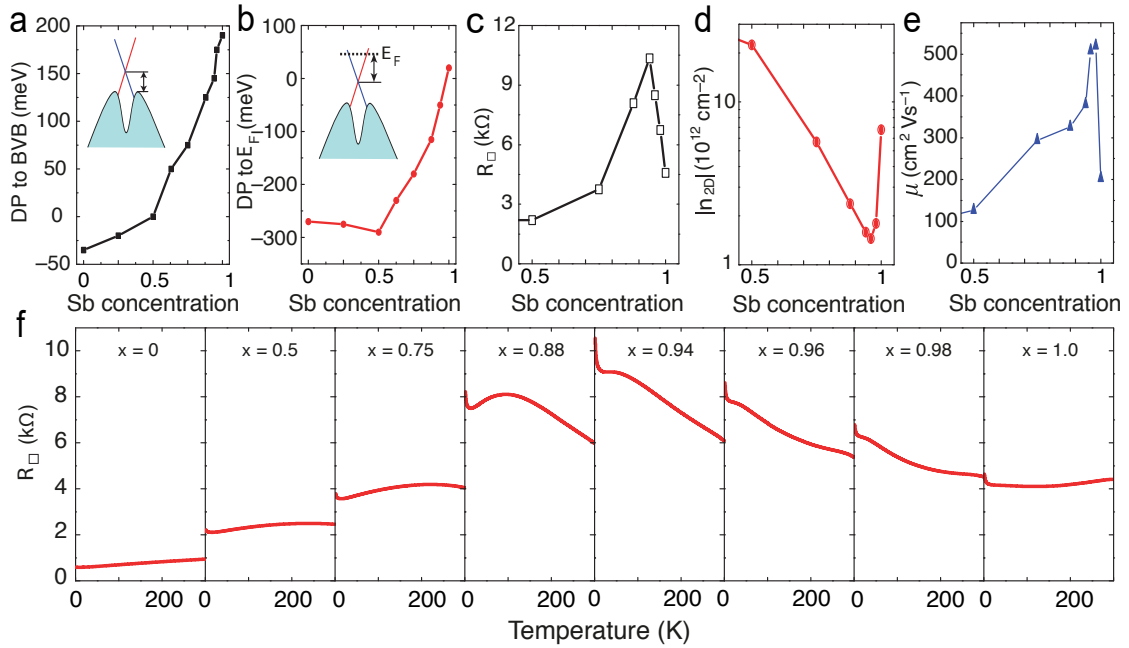 a
b
c
d
e
DP to BVB (meV)
200
150
100
50
0
−50
0
0.5
1
Sb concentration
DP to E_FI (meV)
100
50
0
−100
−200
−300
E_F
0
0.5
1
Sb concentration
R□ (kΩ)
12
9
6
3
0
0.5
1
Sb concentration
|n2D| (10^12 cm^-2)
10
1
0.5
1
Sb concentration
μ (cm^2 Vs^-1)
500
400
300
200
100
0
0.5
1
Sb concentration
f
R□ (kΩ)
10
8
6
4
2
0
x = 0
x = 0.5
x = 0.75
x = 0.88
x = 0.94
x = 0.96
x = 0.98
x = 1.0
0 200 0 200 0 200 0 200 0 200 0 200 0 200 0 200
Temperature (K)